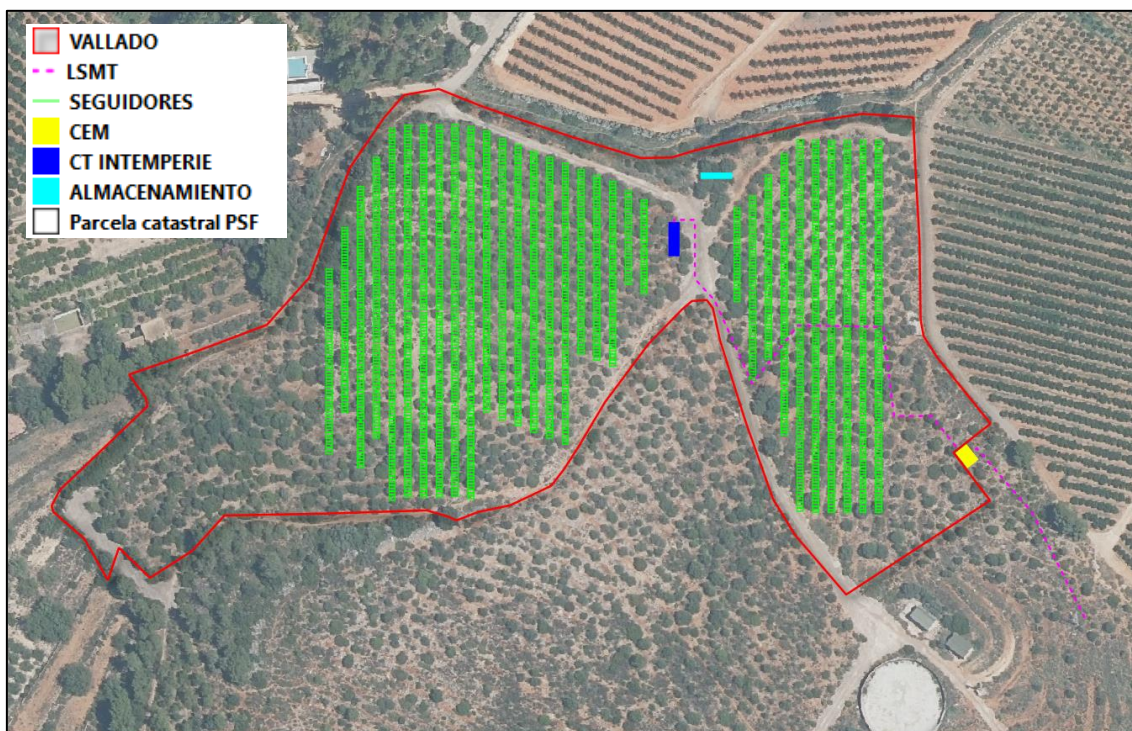 VALLADO
LSMT
SEGUIDORES
CEM
CT INTEMPERIE
ALMACENAMIENTO
Parcela catastral PSF